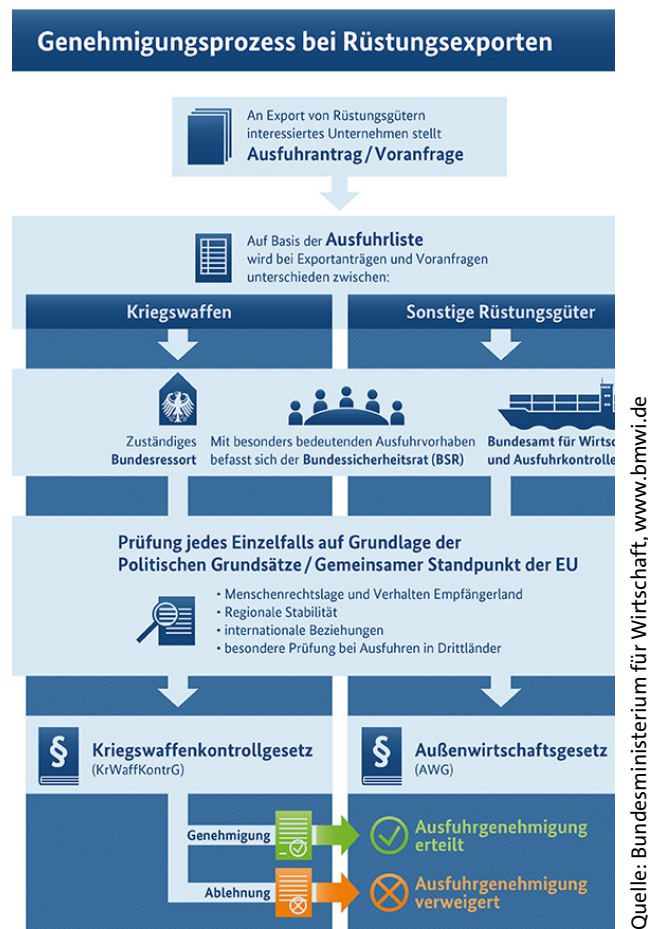 Genehmigungsprozess bei Rüstungsexporten
An Export von Rüstungsgütern
interessiertes Unternehmen stellt
Ausfuhrantrag / Voranfrage
Auf Basis der Ausfuhrliste
wird bei Exportanträgen und Voranfragen
unterschieden zwischen:
Kriegswaffen
Sonstige Rüstungsgüter
Zuständiges
Bundesressort
Mit besonders bedeutenden Ausfuhrvorhaben
befasst sich der Bundessicherheitsrat (BSR)
Bundesamt für
und Ausfuhrkontrolle
Prüfung jedes Einzelfalls auf Grundlage der
Politischen Grundsätze / Gemeinsamer Standpunkt der EU
• Menschenrechtslage und Verhalten Empfängerland
• Regionale Stabilität
• internationale Beziehungen
• besondere Prüfung bei Ausfuhren in Drittländer
§
Kriegswaffenkontrollgesetz
(KrWaffKontrG)
§
Außenwirtschaftsgesetz
(AWG)
Genehmigung
Ausfuhrgenehmigung
erteilt
Ablehnung
Ausfuhrgenehmigung
verweigert
Quelle: Bundesministerium für Wirtschaft, www.bmwi.de